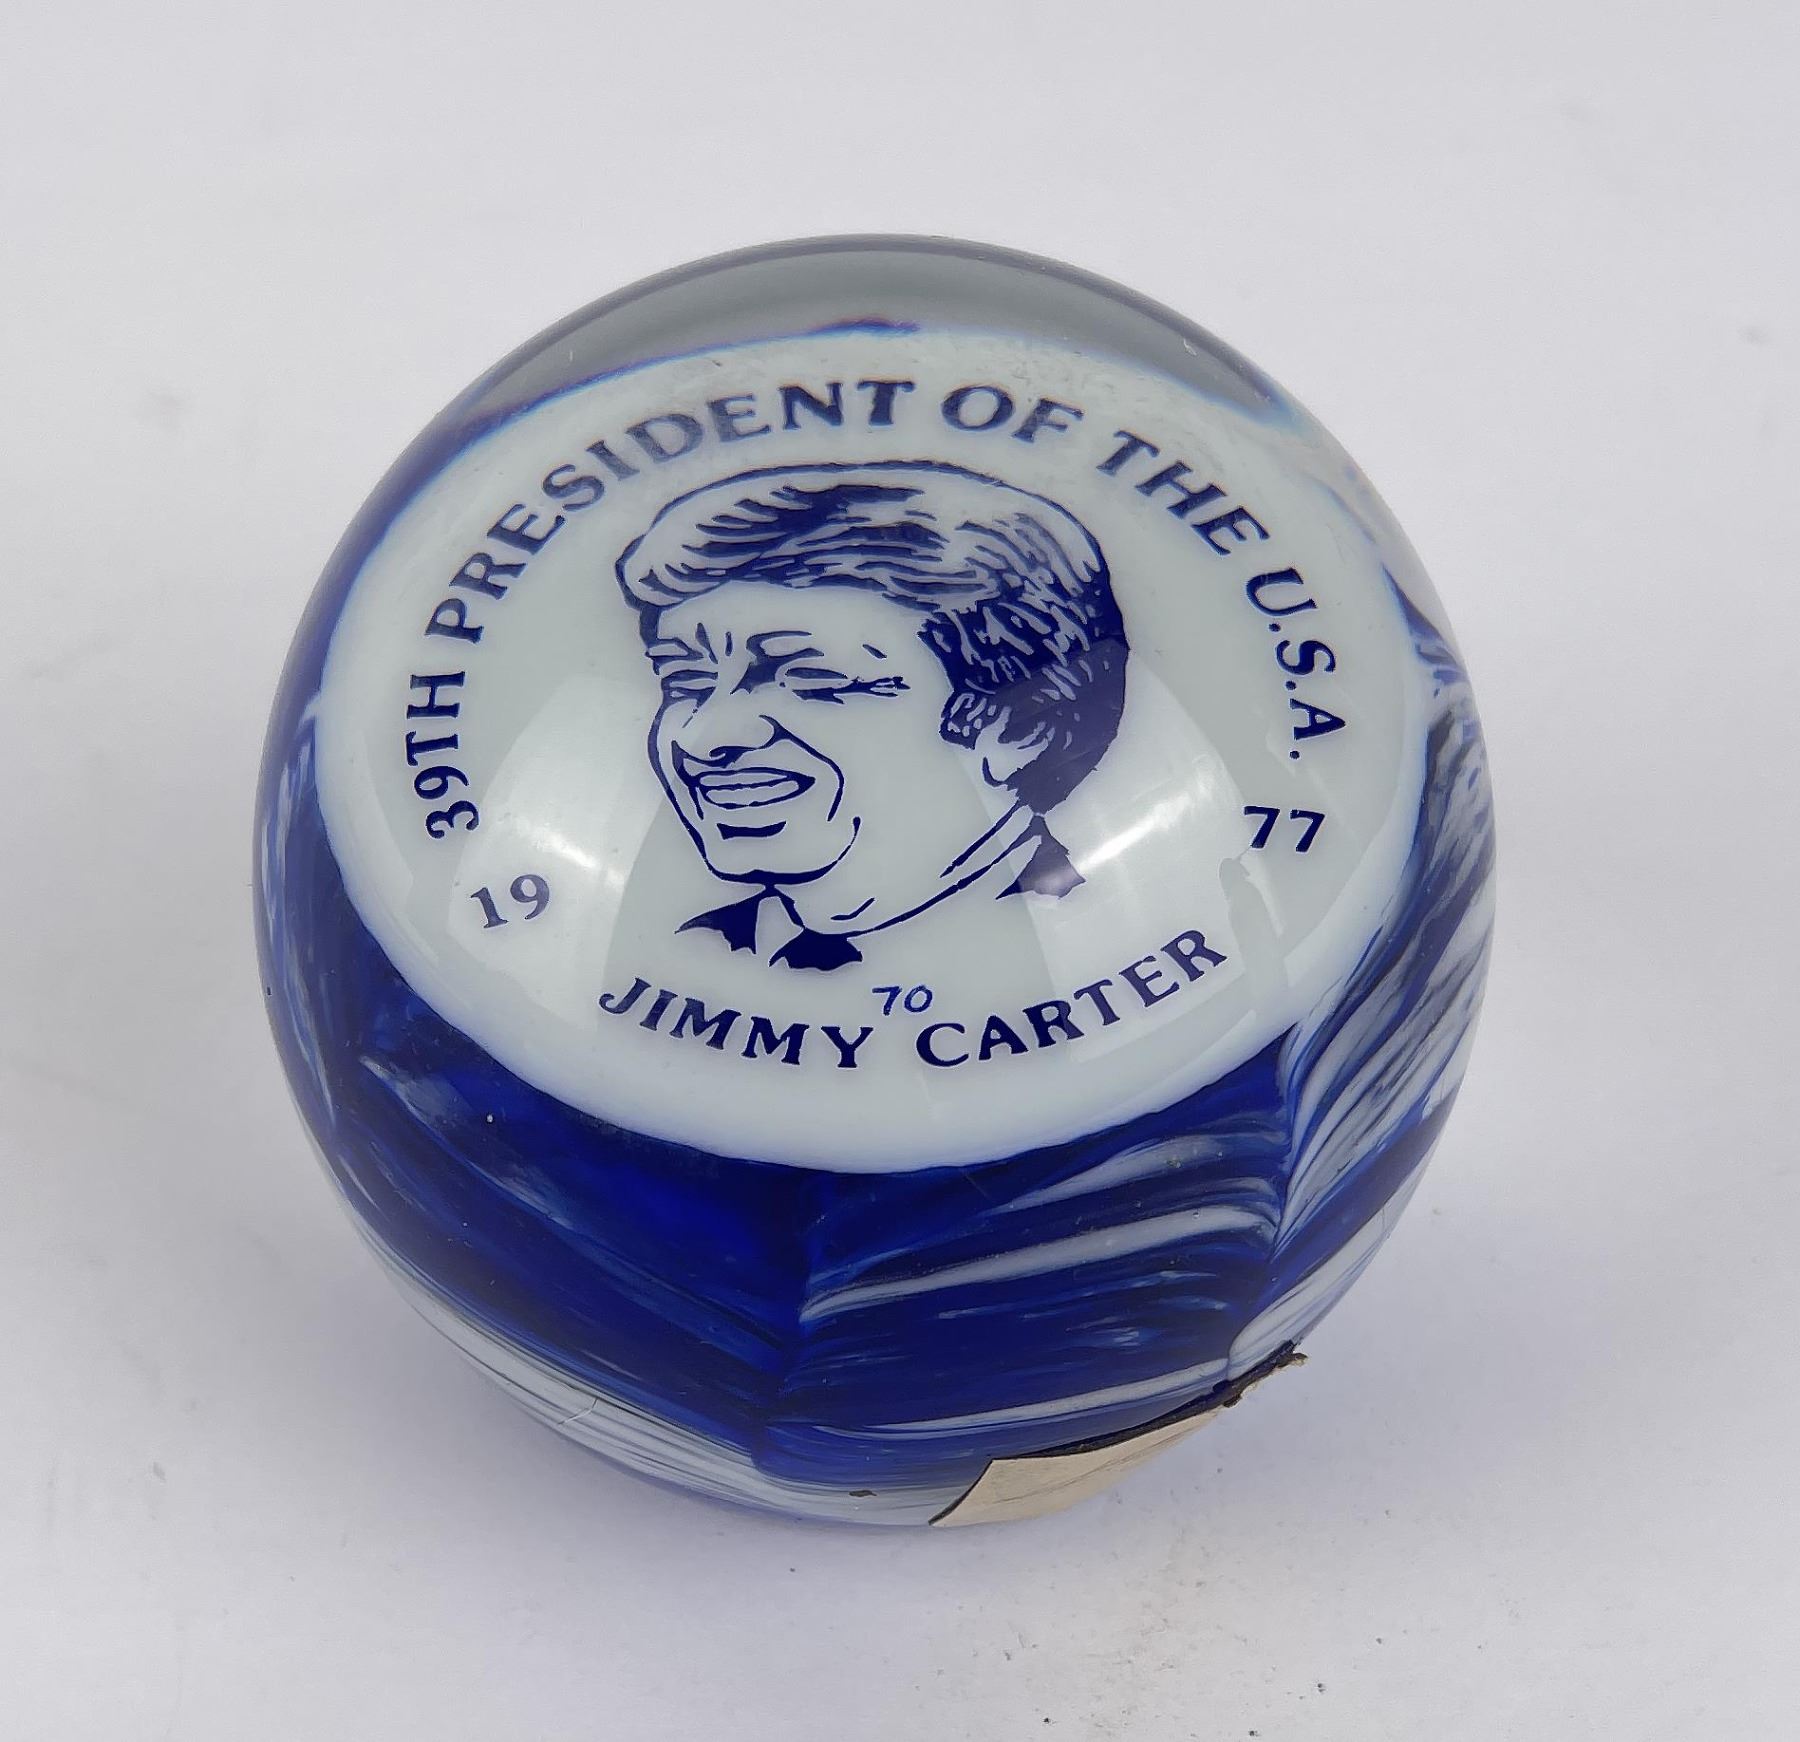 39TH PRESIDENT OF THE U.S.A.
19 77
70
JIMMY CARTER